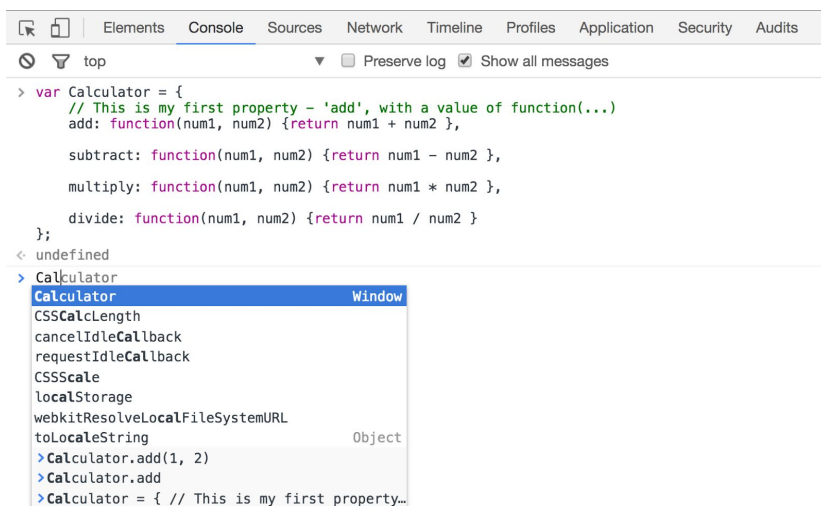 Elements Console Sources Network Timeline Profiles Application Security Audits
top Preserve log Show all messages
> var Calculator = {
// This is my first property – 'add', with a value of function(...)
add: function(num1, num2) {return num1 + num2 },
subtract: function(num1, num2) {return num1 – num2 },
multiply: function(num1, num2) {return num1 * num2 },
divide: function(num1, num2) {return num1 / num2 }
};
undefined
> Calculator
Calculator Window
CSSCalcLength
cancelIdleCallback
requestIdleCallback
CSSScale
localStorage
webkitResolveLocalFileSystemURL
toLocaleString Object
>Calculator.add(1, 2)
>Calculator.add
>Calculator = { // This is my first property…